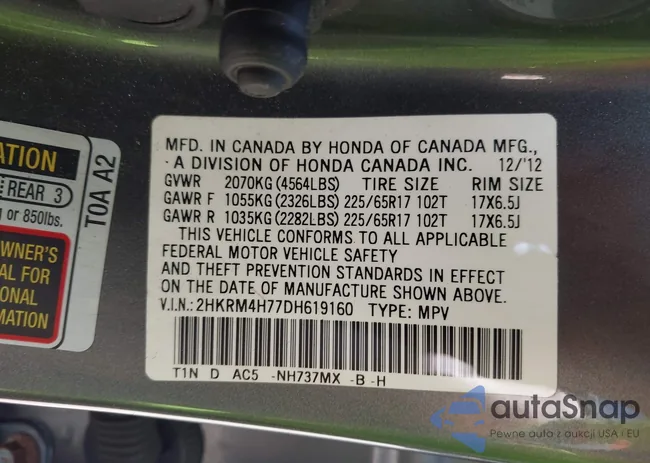 ATION
REAR 3
or 850lbs.
OWNER'S
AL FOR
ONAL
MATION
T0A A2
MFD. IN CANADA BY HONDA OF CANADA MFG.,
A DIVISION OF HONDA CANADA INC. 12/'12
GVWR 2070KG (4564LBS) TIRE SIZE RIM SIZE
GAWR F 1055KG (2326LBS) 225/65R17 102T 17X6.5J
GAWR R 1035KG (2282LBS) 225/65R17 102T 17X6.5J
THIS VEHICLE CONFORMS TO ALL APPLICABLE
FEDERAL MOTOR VEHICLE SAFETY
AND THEFT PREVENTION STANDARDS IN EFFECT
ON THE DATE OF MANUFACTURE SHOWN ABOVE.
V.I.N.: 2HKRM4H77DH619160 TYPE: MPV
T1N D AC5 -NH737MX -B -H
autaSnap
Pewne auta z aukcji USA i EU